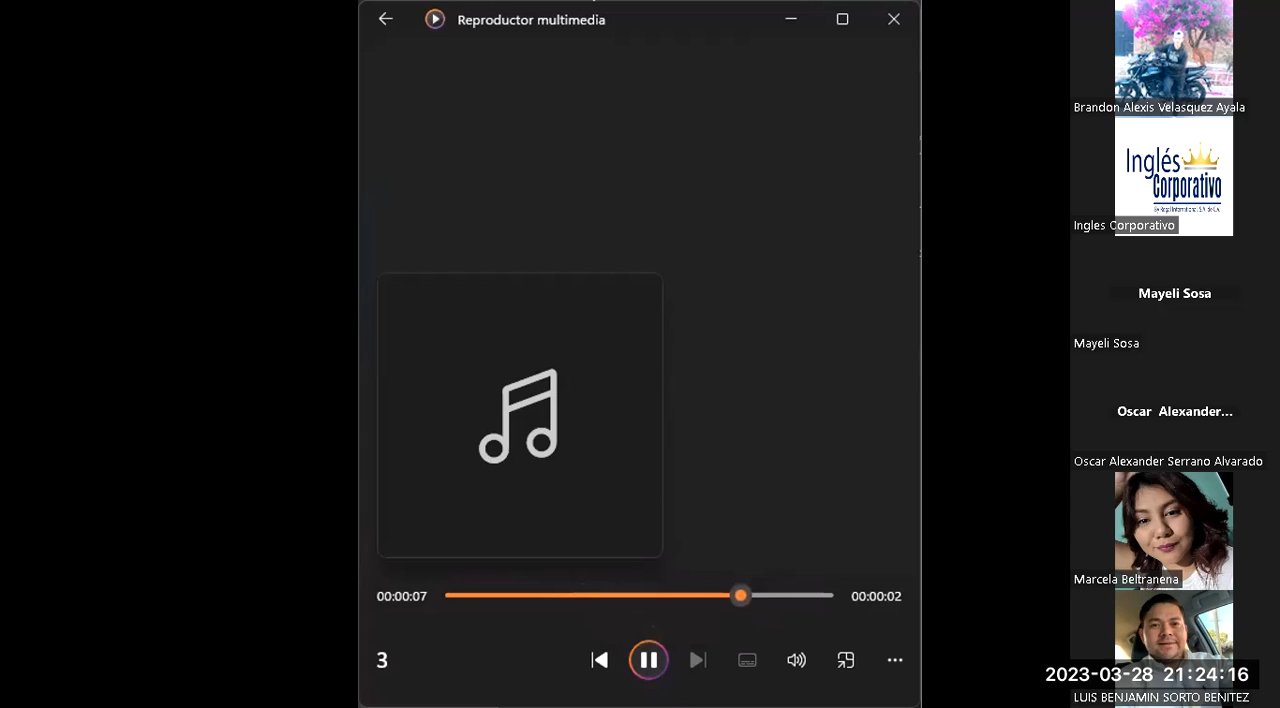 Reproductor multimedia
00:00:07
00:00:02
3
Brandon Alexis Velasquez Ayala
Inglés
Corporativo
Ingles Corporativo
Mayeli Sosa
Mayeli Sosa
Oscar Alexander...
Oscar Alexander Serrano Alvarado
Marcela Beltranena
2023-03-28 21:24:16
LUIS BENJAMIN SORTO BENITEZ